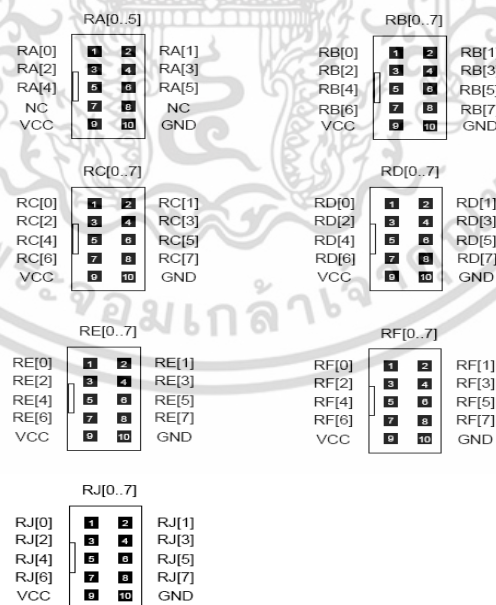 RA[0..5]
RA[0] 1 2 RA[1]
RA[2] 3 4 RA[3]
RA[4] 5 6 RA[5]
NC 7 8 NC
VCC 9 10 GND
RB[0..7]
RB[0] 1 2 RB[1
RB[2] 3 4 RB[3
RB[4] 5 6 RB[5]
RB[6] 7 8 RB[7
VCC 9 10 GND
RC[0..7]
RC[0] 1 2 RC[1]
RC[2] 3 4 RC[3]
RC[4] 5 6 RC[5]
RC[6] 7 8 RC[7]
VCC 9 10 GND
RD[0..7]
RD[0] 1 2 RD[1]
RD[2] 3 4 RD[3]
RD[4] 5 6 RD[5]
RD[6] 7 8 RD[7]
VCC 9 10 GND
RE[0..7]
RE[0] 1 2 RE[1]
RE[2] 3 4 RE[3]
RE[4] 5 6 RE[5]
RE[6] 7 8 RE[7]
VCC 9 10 GND
RF[0..7]
RF[0] 1 2 RF[1]
RF[2] 3 4 RF[3]
RF[4] 5 6 RF[5]
RF[6] 7 8 RF[7]
VCC 9 10 GND
RJ[0..7]
RJ[0] 1 2 RJ[1]
RJ[2] 3 4 RJ[3]
RJ[4] 5 6 RJ[5]
RJ[6] 7 8 RJ[7]
VCC 9 10 GND